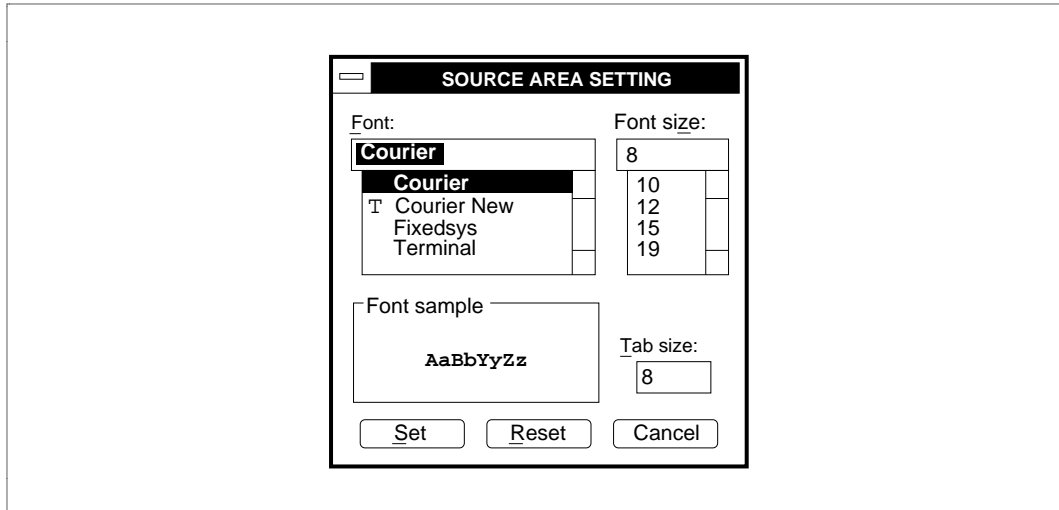 SOURCE AREA SETTING
Font:
Font size:
Courier
8
Courier
T Courier New
Fixedsys
Terminal
10
12
15
19
Font sample
AaBbYyZz
Tab size:
8
Set
Reset
Cancel